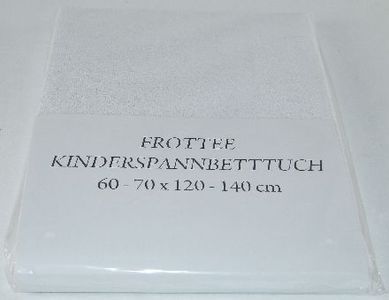 FROTTEE
KINDERSPANNBETTTUCH
60 - 70 x 120 - 140 cm